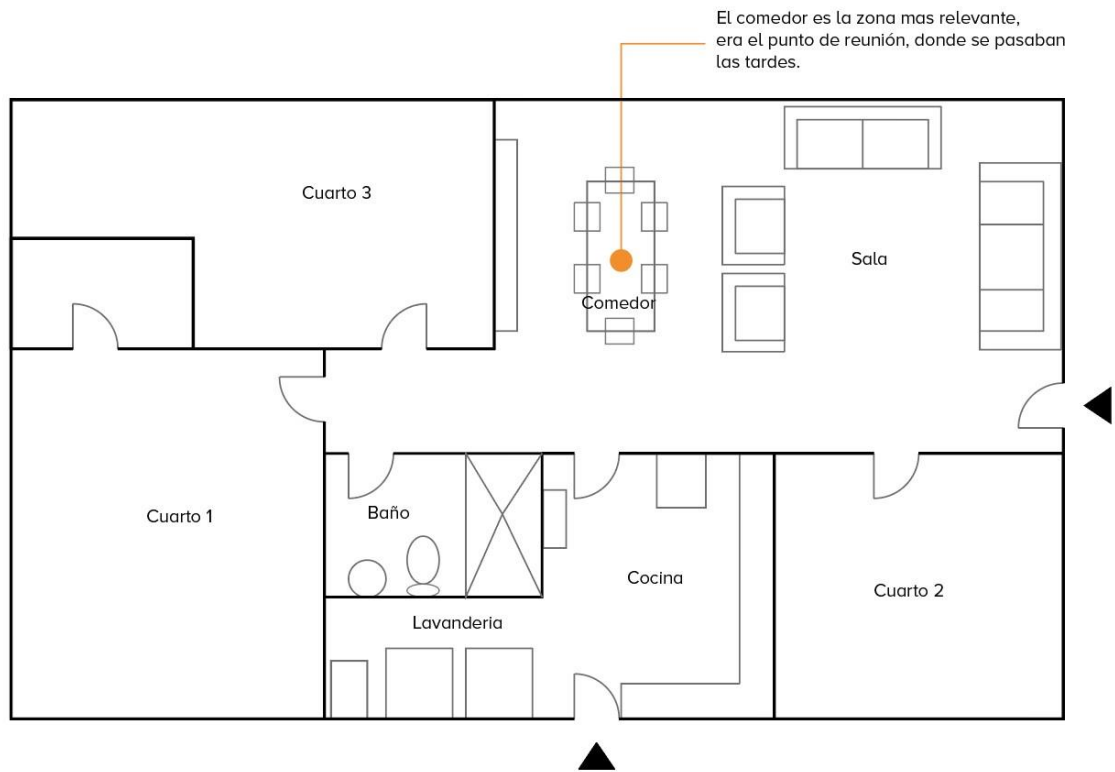 El comedor es la zona mas relevante,
era el punto de reunión, donde se pasaban
las tardes.
Cuarto 3
Sala
Comedor
Cuarto 1
Baño
Cocina
Cuarto 2
Lavanderia